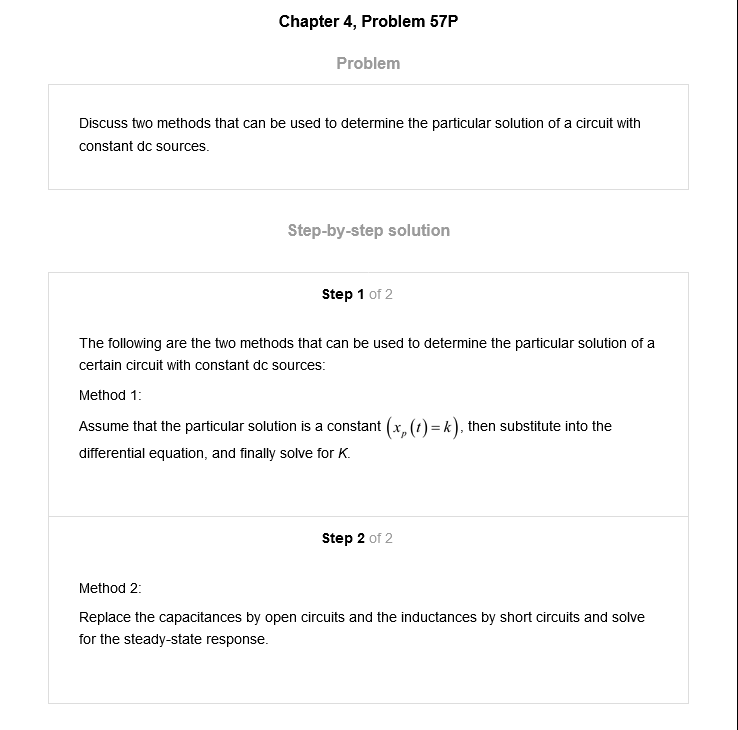 Chapter 4, Problem 57P
Problem
Discuss two methods that can be used to determine the particular solution of a circuit with
constant dc sources.
Step-by-step solution
Step 1 of 2
The following are the two methods that can be used to determine the particular solution of a
certain circuit with constant dc sources:
Method 1:
Assume that the particular solution is a constant (xₚ(t)=k), then substitute into the
differential equation, and finally solve for K.
Step 2 of 2
Method 2:
Replace the capacitances by open circuits and the inductances by short circuits and solve
for the steady-state response.